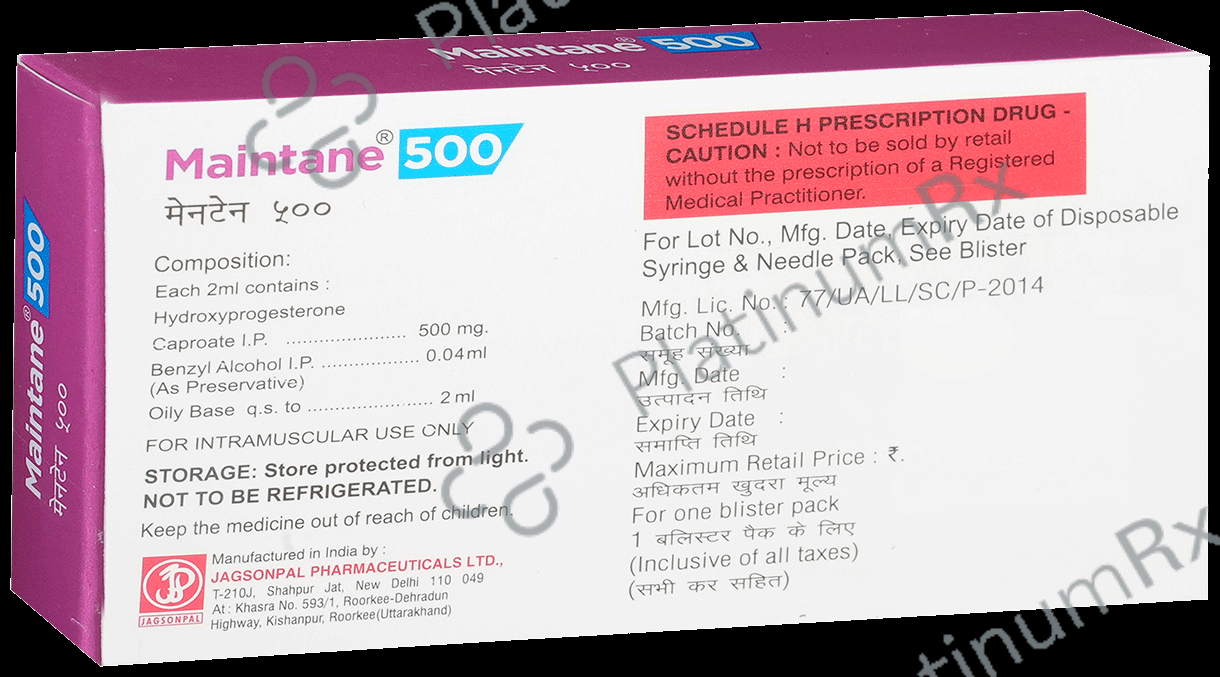 Maintane® 500
मेनटेन ५००
Maintane® 500
मेनटेन ५००
Maintane® 500
मेनटेन ५००
Composition:
Each 2ml contains :
Hydroxyprogesterone
Caproate I.P. ...................... 500 mg.
Benzyl Alcohol I.P. .................. 0.04ml
(As Preservative)
Oily Base q.s. to ....................... 2 ml
FOR INTRAMUSCULAR USE ONLY
STORAGE: Store protected from light.
NOT TO BE REFRIGERATED.
Keep the medicine out of reach of children.
JAGSONPAL
Manufactured in India by :
JAGSONPAL PHARMACEUTICALS LTD.,
T-210J, Shahpur Jat, New Delhi 110 049
At : Khasra No. 593/1, Roorkee-Dehradun
Highway, Kishanpur, Roorkee(Uttarakhand)
SCHEDULE H PRESCRIPTION DRUG -
CAUTION : Not to be sold by retail
without the prescription of a Registered
Medical Practitioner.
For Lot No., Mfg. Date, Expiry Date of Disposable
Syringe & Needle Pack, See Blister
Mfg. Lic. No. : 77/UA/LL/SC/P-2014
Batch No. :
समूह संख्या
Mfg. Date :
उत्पादन तिथि
Expiry Date :
समाप्ति तिथि
Maximum Retail Price : ₹.
अधिकतम खुदरा मूल्य
For one blister pack
1 बलिस्टर पैक के लिए
(Inclusive of all taxes)
(सभी कर सहित)
PlatinumRx